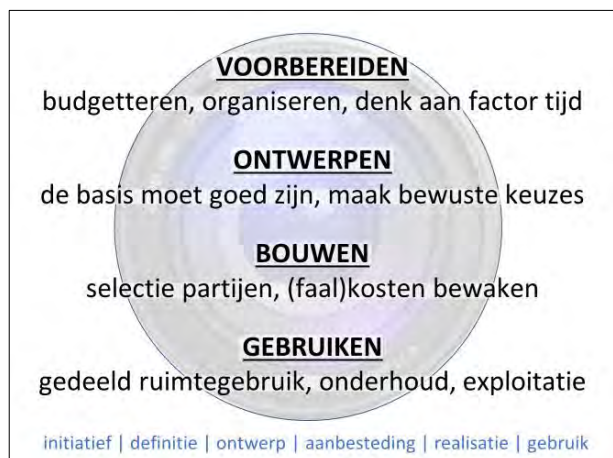 VOORBEREIDEN
budgetteren, organiseren, denk aan factor tijd
ONTWERPEN
de basis moet goed zijn, maak bewuste keuzes
BOUWEN
selectie partijen, (faal)kosten bewaken
GEBRUIKEN
gedeeld ruimtegebruik, onderhoud, exploitatie
initiatief | definitie | ontwerp | aanbesteding | realisatie | gebruik